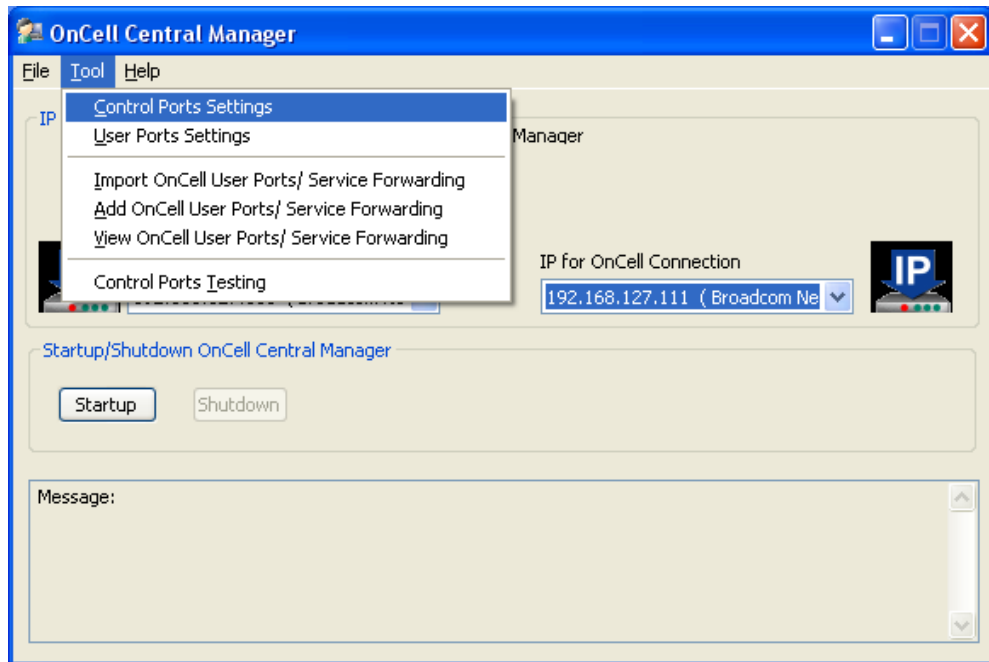 OnCell Central Manager
File Tool Help
Control Ports Settings
User Ports Settings
Import OnCell User Ports/ Service Forwarding
Add OnCell User Ports/ Service Forwarding
View OnCell User Ports/ Service Forwarding
Control Ports Testing
IP
Manager
IP for OnCell Connection
192.168.127.111 ( Broadcom Ne
IP
Startup/Shutdown OnCell Central Manager
Startup Shutdown
Message: